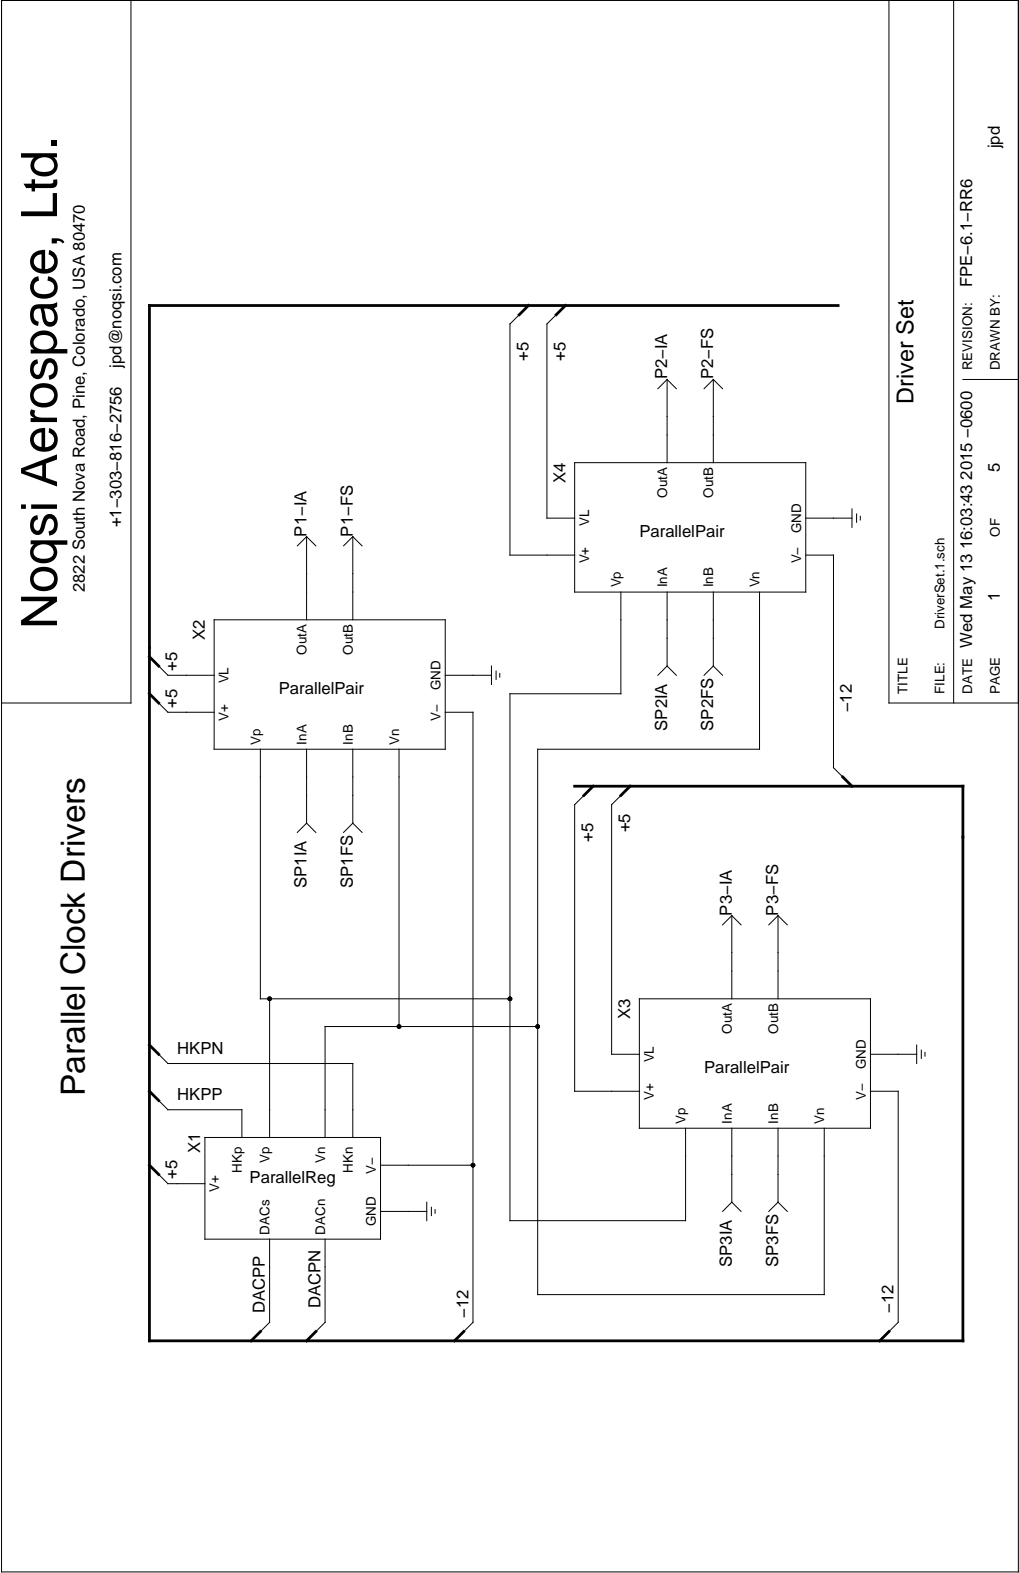 Parallel Clock Drivers
Noqsi Aerospace, Ltd.
2822 South Nova Road, Pine, Colorado, USA 80470
+1−303−816−2756 jpd@noqsi.com
+5
HKPP
HKPN
X1
V+
HKp
Vp
Vn
HKn
ParallelReg
DACs
DACn
GND
V−
DACPP
DACPN
−12
+5
+5
X2
V+
VL
Vp
InA
InB
Vn
OutA
OutB
ParallelPair
V−
GND
SP1IA
SP1FS
P1−IA
P1−FS
+5
+5
X4
V+
VL
Vp
InA
InB
Vn
OutA
OutB
ParallelPair
V−
GND
SP2IA
SP2FS
P2−IA
P2−FS
−12
+5
+5
X3
V+
VL
Vp
InA
InB
Vn
OutA
OutB
ParallelPair
V−
GND
SP3IA
SP3FS
P3−IA
P3−FS
−12
TITLE
Driver Set
FILE: DriverSet.1.sch
DATE Wed May 13 16:03:43 2015 −0600
REVISION: FPE−6.1−RR6
PAGE 1 OF 5
DRAWN BY: jpd